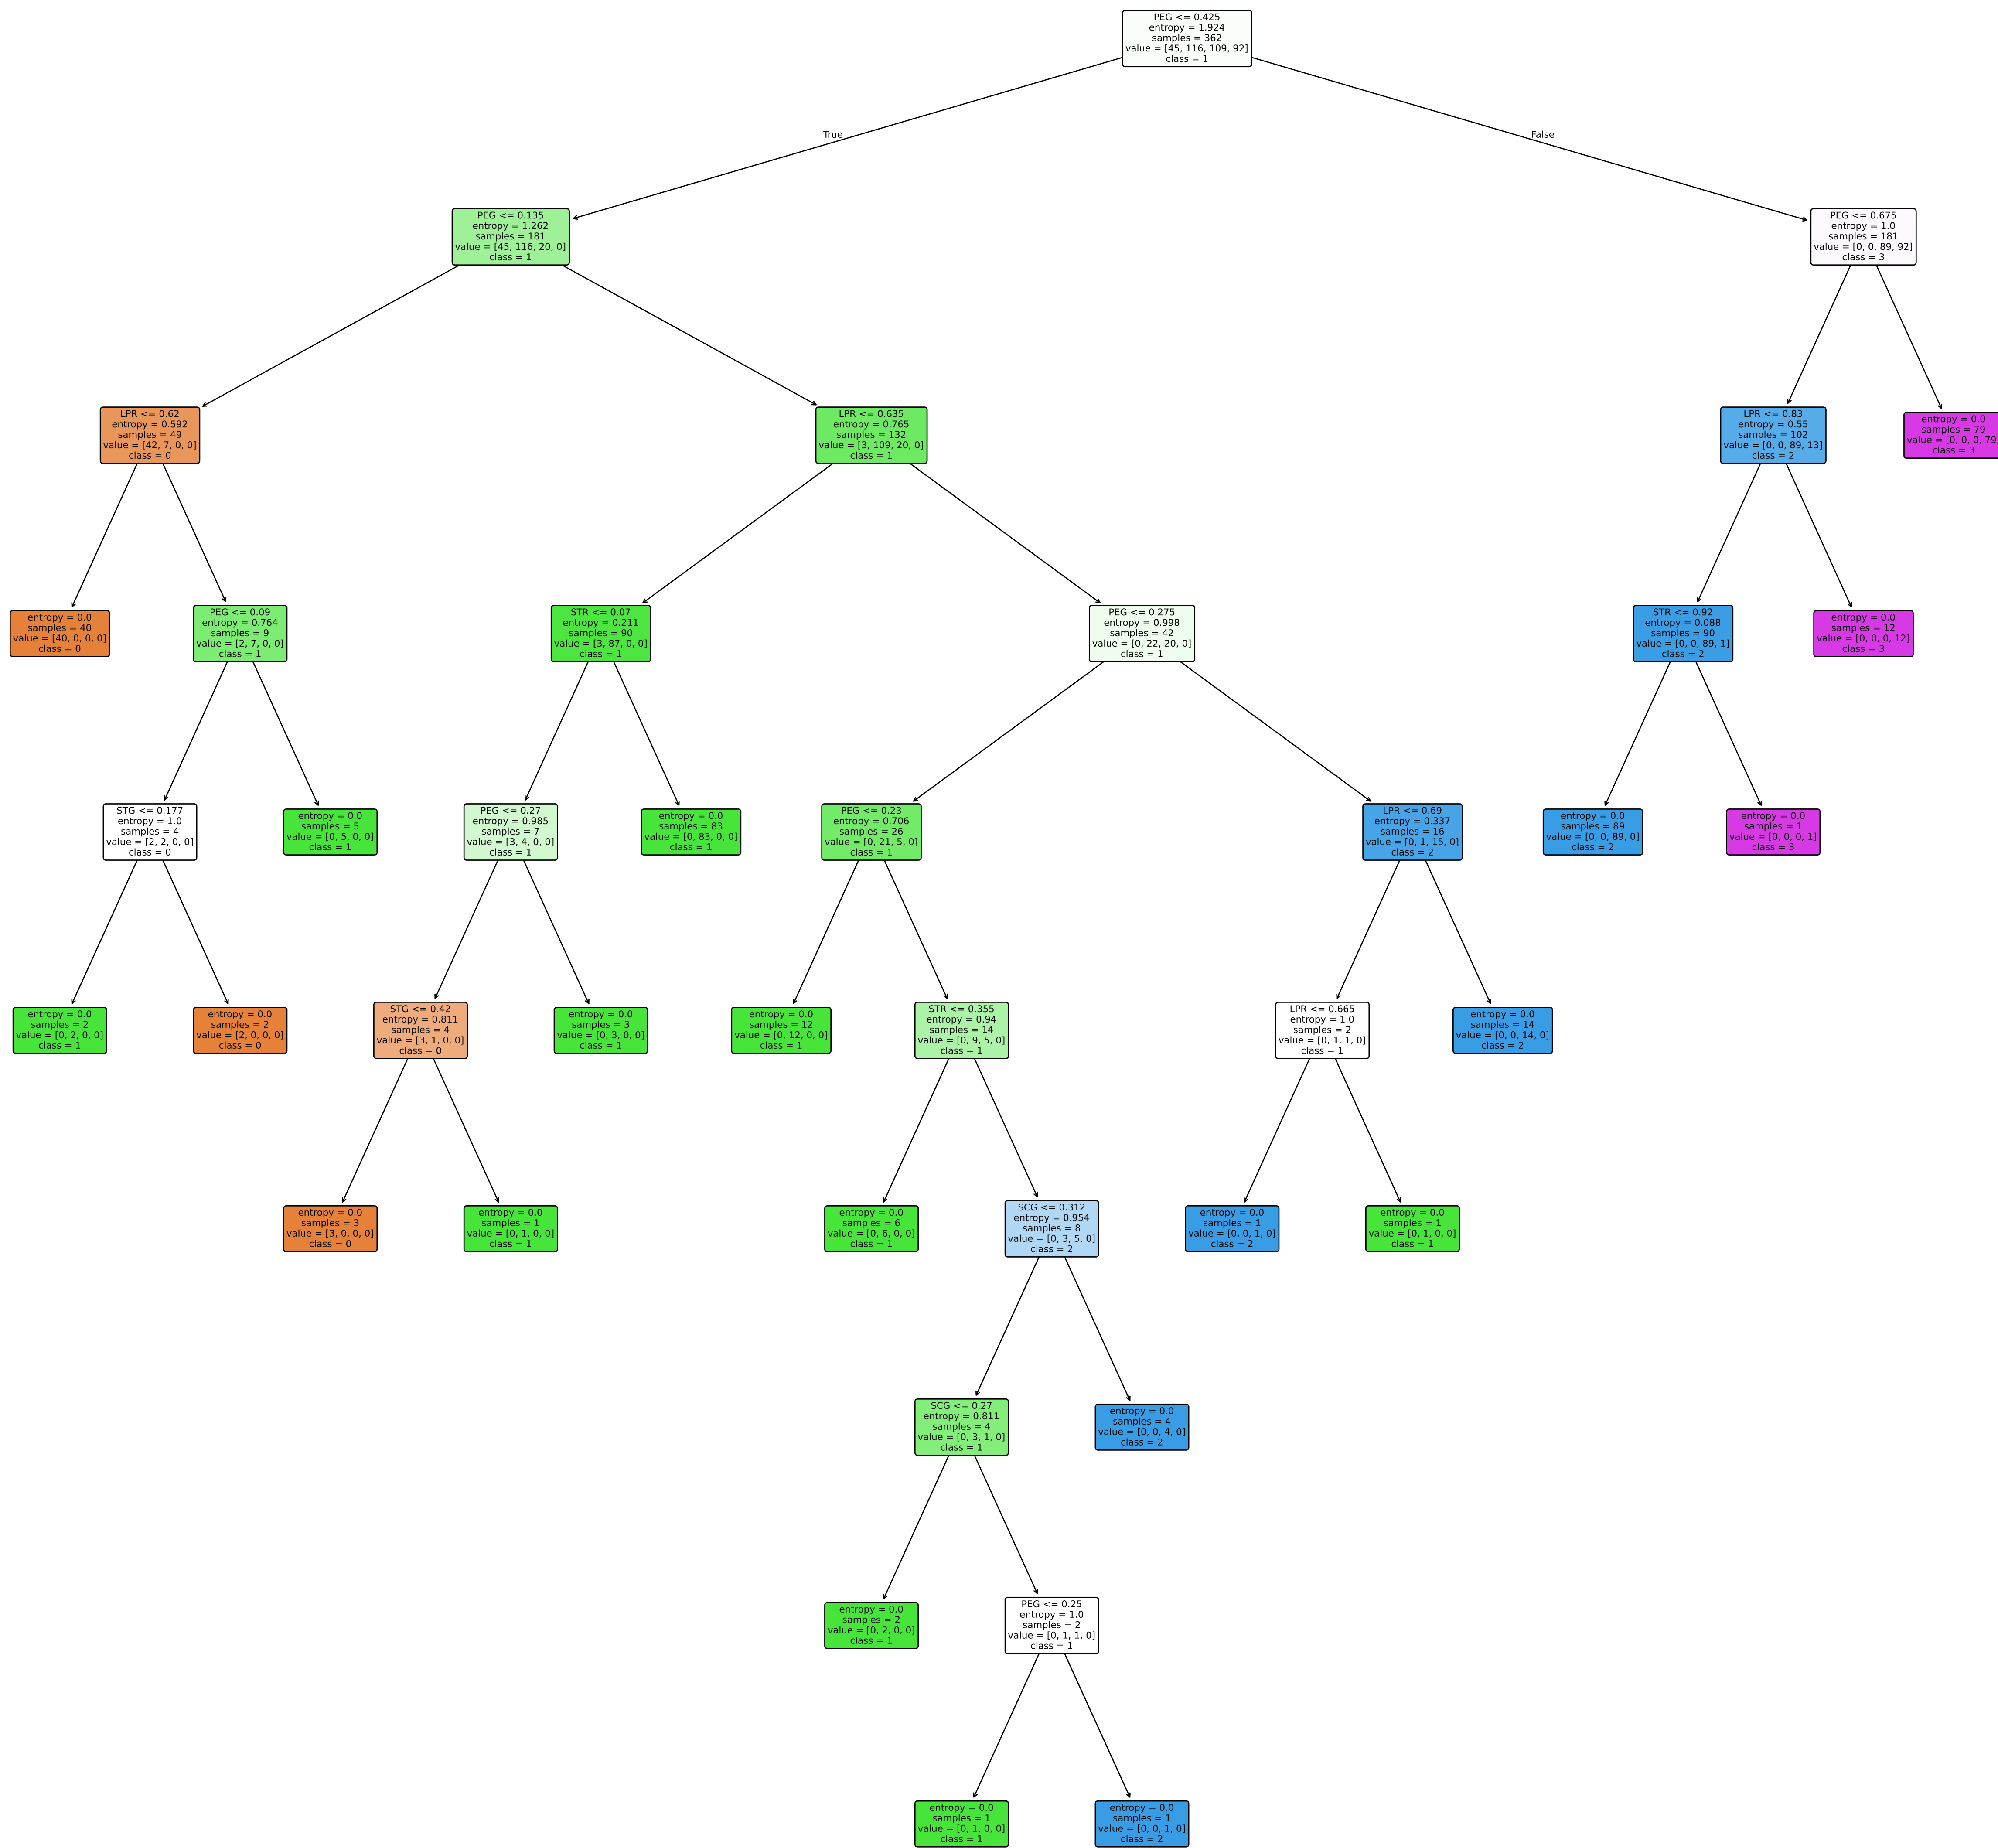 PEG <= 0.425
entropy = 1.924
samples = 362
value = [45, 116, 109, 92]
class = 1
True
False
PEG <= 0.135
entropy = 1.262
samples = 181
value = [45, 116, 20, 0]
class = 1
PEG <= 0.675
entropy = 1.0
samples = 181
value = [0, 0, 89, 92]
class = 3
LPR <= 0.62
entropy = 0.592
samples = 49
value = [42, 7, 0, 0]
class = 0
LPR <= 0.635
entropy = 0.765
samples = 132
value = [3, 109, 20, 0]
class = 1
LPR <= 0.83
entropy = 0.55
samples = 102
value = [0, 0, 89, 13]
class = 2
entropy = 0.0
samples = 79
value = [0, 0, 0, 79
class = 3
entropy = 0.0
samples = 40
value = [40, 0, 0, 0]
class = 0
PEG <= 0.09
entropy = 0.764
samples = 9
value = [2, 7, 0, 0]
class = 1
STR <= 0.07
entropy = 0.211
samples = 90
value = [3, 87, 0, 0]
class = 1
PEG <= 0.275
entropy = 0.998
samples = 42
value = [0, 22, 20, 0]
class = 1
STR <= 0.92
entropy = 0.088
samples = 90
value = [0, 0, 89, 1]
class = 2
entropy = 0.0
samples = 12
value = [0, 0, 0, 12]
class = 3
STG <= 0.177
entropy = 1.0
samples = 4
value = [2, 2, 0, 0]
class = 0
entropy = 0.0
samples = 5
value = [0, 5, 0, 0]
class = 1
PEG <= 0.27
entropy = 0.985
samples = 7
value = [3, 4, 0, 0]
class = 1
entropy = 0.0
samples = 83
value = [0, 83, 0, 0]
class = 1
PEG <= 0.23
entropy = 0.706
samples = 26
value = [0, 21, 5, 0]
class = 1
LPR <= 0.69
entropy = 0.337
samples = 16
value = [0, 1, 15, 0]
class = 2
entropy = 0.0
samples = 89
value = [0, 0, 89, 0]
class = 2
entropy = 0.0
samples = 1
value = [0, 0, 0, 1]
class = 3
entropy = 0.0
samples = 2
value = [0, 2, 0, 0]
class = 1
entropy = 0.0
samples = 2
value = [2, 0, 0, 0]
class = 0
STG <= 0.42
entropy = 0.811
samples = 4
value = [3, 1, 0, 0]
class = 0
entropy = 0.0
samples = 3
value = [0, 3, 0, 0]
class = 1
entropy = 0.0
samples = 12
value = [0, 12, 0, 0]
class = 1
STR <= 0.355
entropy = 0.94
samples = 14
value = [0, 9, 5, 0]
class = 1
LPR <= 0.665
entropy = 1.0
samples = 2
value = [0, 1, 1, 0]
class = 1
entropy = 0.0
samples = 14
value = [0, 0, 14, 0]
class = 2
entropy = 0.0
samples = 3
value = [3, 0, 0, 0]
class = 0
entropy = 0.0
samples = 1
value = [0, 1, 0, 0]
class = 1
entropy = 0.0
samples = 6
value = [0, 6, 0, 0]
class = 1
SCG <= 0.312
entropy = 0.954
samples = 8
value = [0, 3, 5, 0]
class = 2
entropy = 0.0
samples = 1
value = [0, 0, 1, 0]
class = 2
entropy = 0.0
samples = 1
value = [0, 1, 0, 0]
class = 1
SCG <= 0.27
entropy = 0.811
samples = 4
value = [0, 3, 1, 0]
class = 1
entropy = 0.0
samples = 4
value = [0, 0, 4, 0]
class = 2
entropy = 0.0
samples = 2
value = [0, 2, 0, 0]
class = 1
PEG <= 0.25
entropy = 1.0
samples = 2
value = [0, 1, 1, 0]
class = 1
entropy = 0.0
samples = 1
value = [0, 1, 0, 0]
class = 1
entropy = 0.0
samples = 1
value = [0, 0, 1, 0]
class = 2